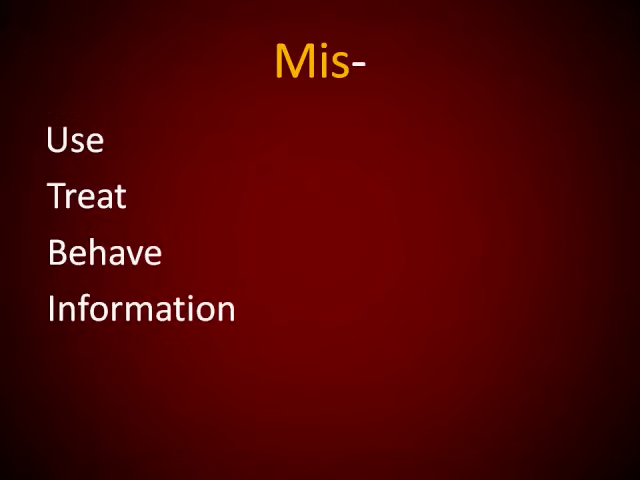 Mis-
Use
Treat
Behave
Information